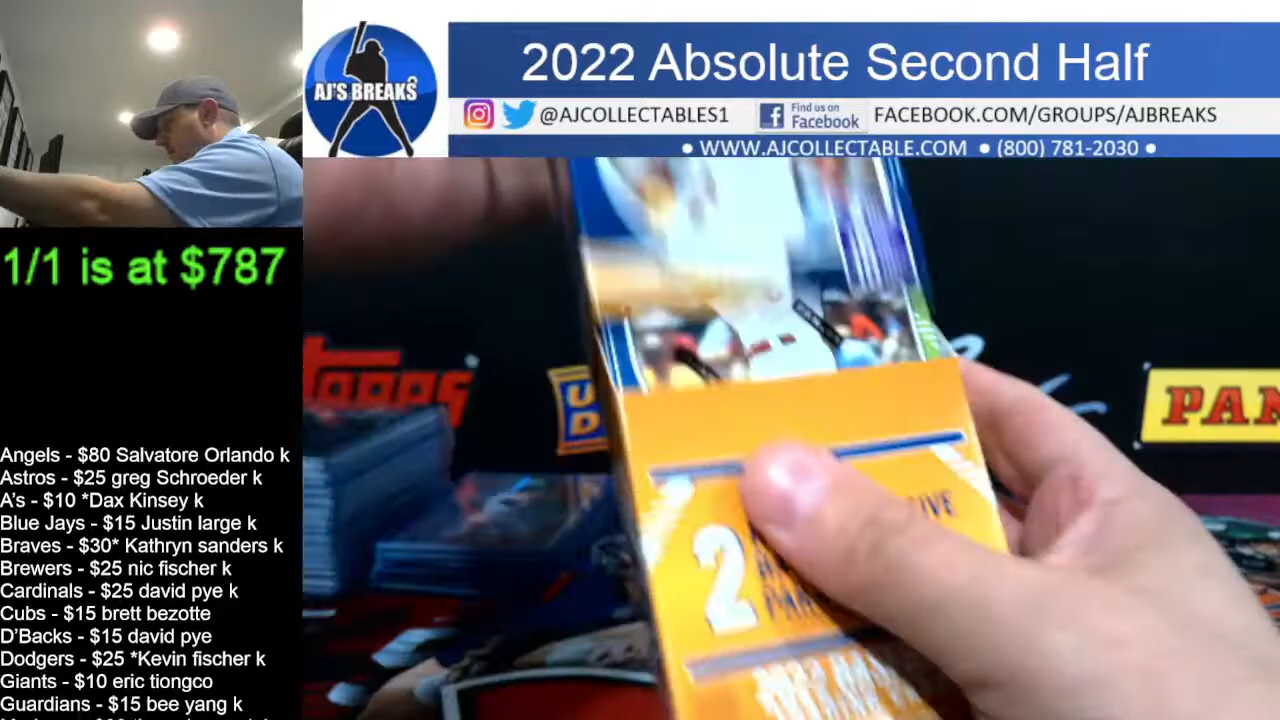 2022 Absolute Second Half
AJ'S BREAKS
@AJCOLLECTABLES1
Find us on
Facebook
FACEBOOK.COM/GROUPS/AJBREAKS
• WWW.AJCOLLECTABLE.COM • (800) 781-2030 •
1/1 is at $787
Topps
U
D
PAN
2
Angels - $80 Salvatore Orlando k
Astros - $25 greg Schroeder k
A's - $10 *Dax Kinsey k
Blue Jays - $15 Justin large k
Braves - $30* Kathryn sanders k
Brewers - $25 nic fischer k
Cardinals - $25 david pye k
Cubs - $15 brett bezotte
D'Backs - $15 david pye
Dodgers - $25 *Kevin fischer k
Giants - $10 eric tiongco
Guardians - $15 bee yang k